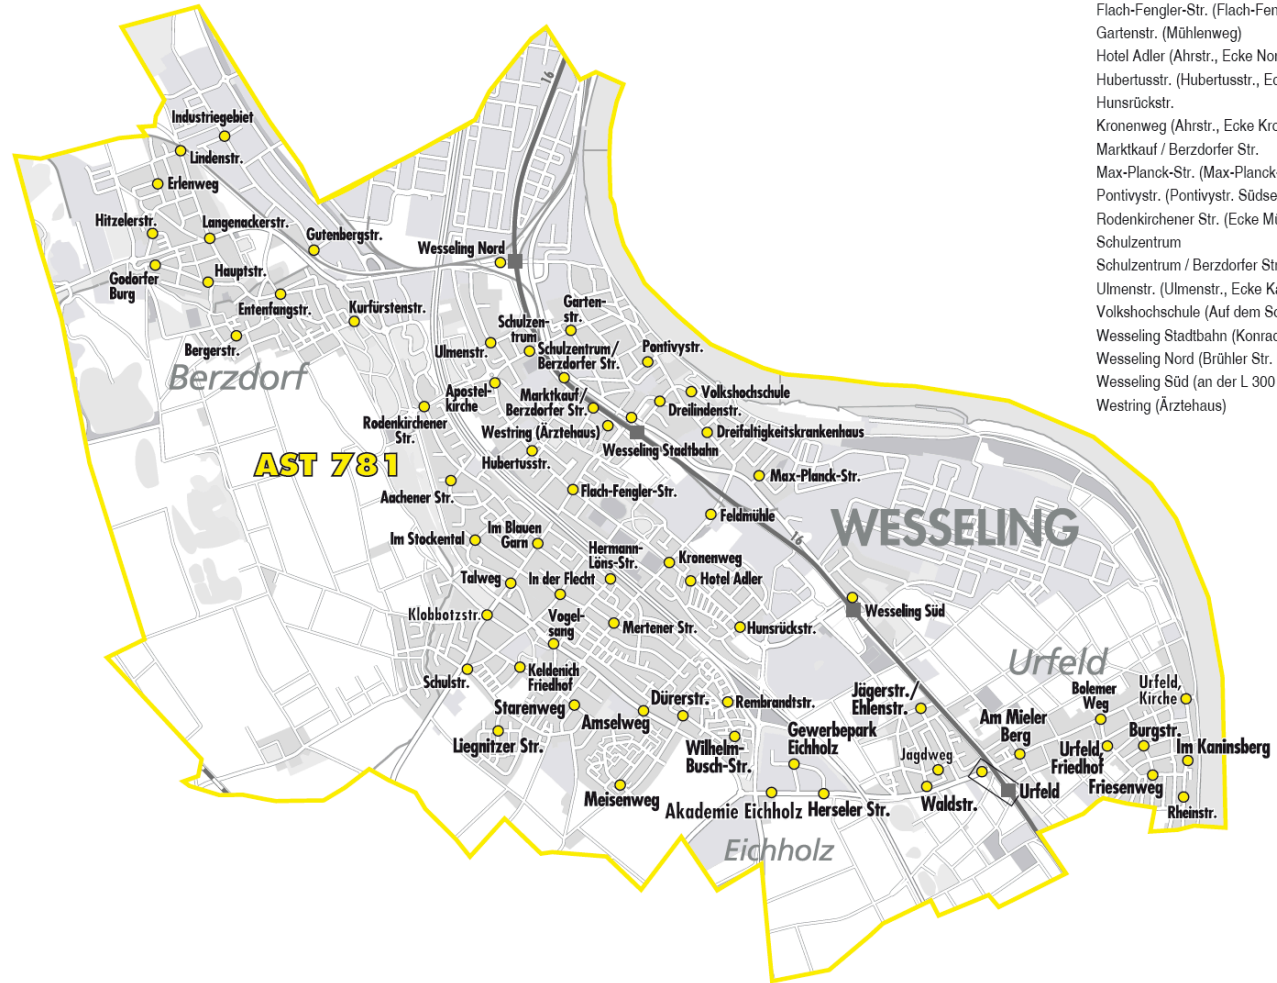 Flach-Fengler-Str. (Flach-Fen
Gartenstr. (Mühlenweg)
Hotel Adler (Ahrstr., Ecke Nor
Hubertusstr. (Hubertusstr., Ec
Hunsrückstr.
Kronenweg (Ahrstr., Ecke Kro
Marktkauf / Berzdorfer Str.
Max-Planck-Str. (Max-Planck-
Pontivystr. (Pontivystr. Südse
Rodenkirchener Str. (Ecke Mü
Schulzentrum
Schulzentrum / Berzdorfer Str
Ulmenstr. (Ulmenstr., Ecke Ka
Volkshochschule (Auf dem Sc
Wesseling Stadtbahn (Konrad
Wesseling Nord (Brühler Str.
Wesseling Süd (an der L 300
Westring (Ärztehaus)
16
Industriegebiet
Lindenstr.
Erlenweg
Hitzelerstr.
Langenackerstr.
Gutenbergstr.
Wesseling Nord
Godorfer
Burg
Hauptstr.
Entenfangstr.
Kurfürstenstr.
Bergerstr.
Berzdorf
Garten-
str.
Schulzen-
trum
Ulmenstr.
Schulzentrum/
Berzdorfer Str.
Pontivystr.
Apostel-
kirche
Marktkauf/
Berzdorfer Str.
Volkshochschule
Dreilindenstr.
Rodenkirchener
Str.
Westring (Ärztehaus)
Dreifaltigkeitskrankenhaus
Wesseling Stadtbahn
Hubertusstr.
AST 781
Max-Planck-Str.
Aachener Str.
Flach-Fengler-Str.
Feldmühle
WESSELING
16
Im Stockental
Im Blauen
Garn
Hermann-
Löns-Str.
Kronenweg
Talweg
In der Flecht
Hotel Adler
Klobbotzstr.
Vogel-
sang
Mertener Str.
Hunsrückstr.
Wesseling Süd
Urfeld
Schulstr.
Keldenich
Friedhof
Starenweg
Amselweg
Dürerstr.
Rembrandtstr.
Jägerstr./
Ehlenstr.
Bolemer
Weg
Urfeld,
Kirche
Liegnitzer Str.
Wilhelm-
Busch-Str.
Gewerbepark
Eichholz
Am Mieler
Berg
Burgstr.
Im Kaninsberg
Jagdweg
Urfeld,
Friedhof
Meisenweg
Akademie Eichholz
Herseler Str.
Waldstr.
Urfeld
Friesenweg
Rheinstr.
Eichholz